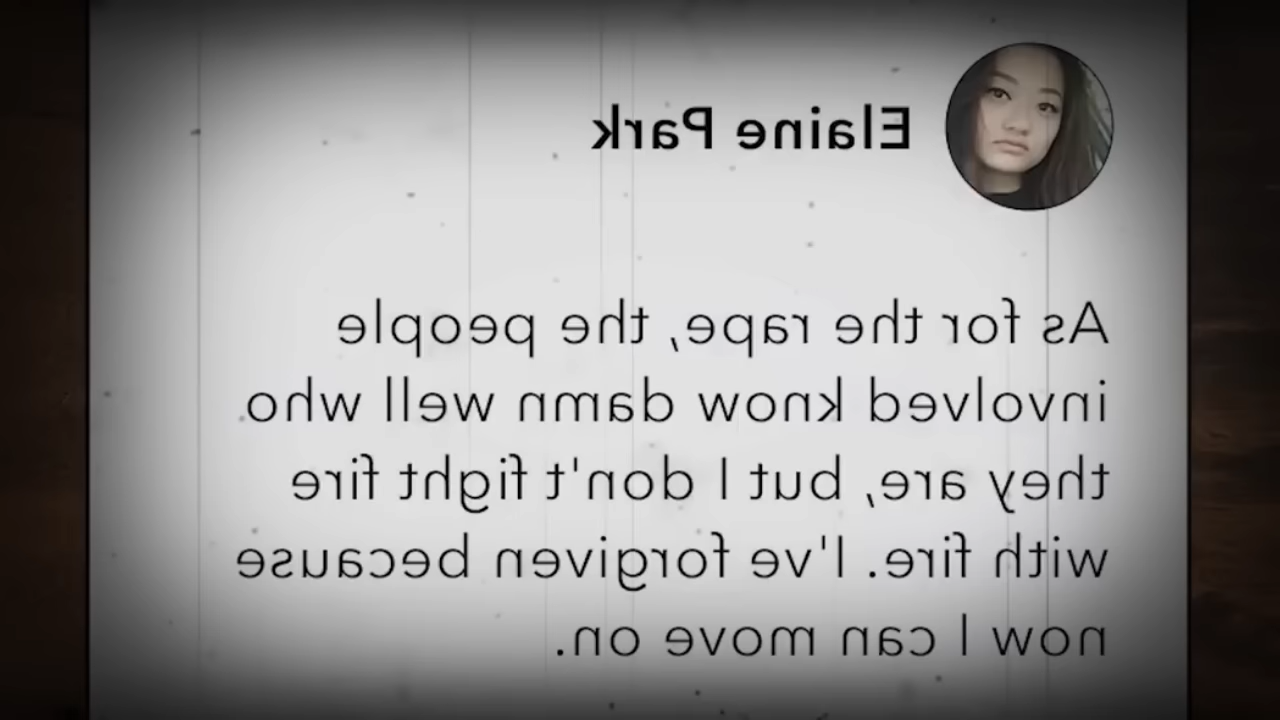 Elaine Park
As for the rape, the people
involved know damn well who
they are, but I don't fight fire
with fire. I've forgiven because
now I can move on.